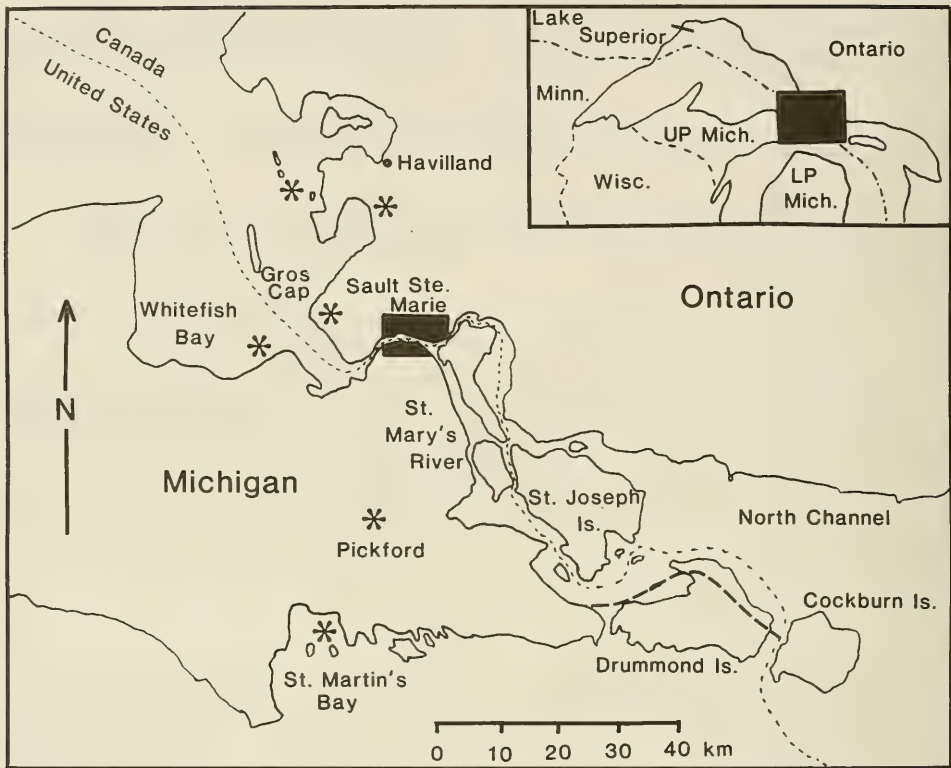 Canada
United States
Lake
Superior
Ontario
Minn.
UP Mich.
Wisc.
LP
Mich.
Havilland
Gros
Cap
Sault Ste.
Marie
Ontario
Whitefish
Bay
N
St.
Mary's
River
Michigan
St. Joseph
Is.
North Channel
Pickford
Cockburn Is.
Drummond Is.
St. Martin's
Bay
0 10 20 30 40 km